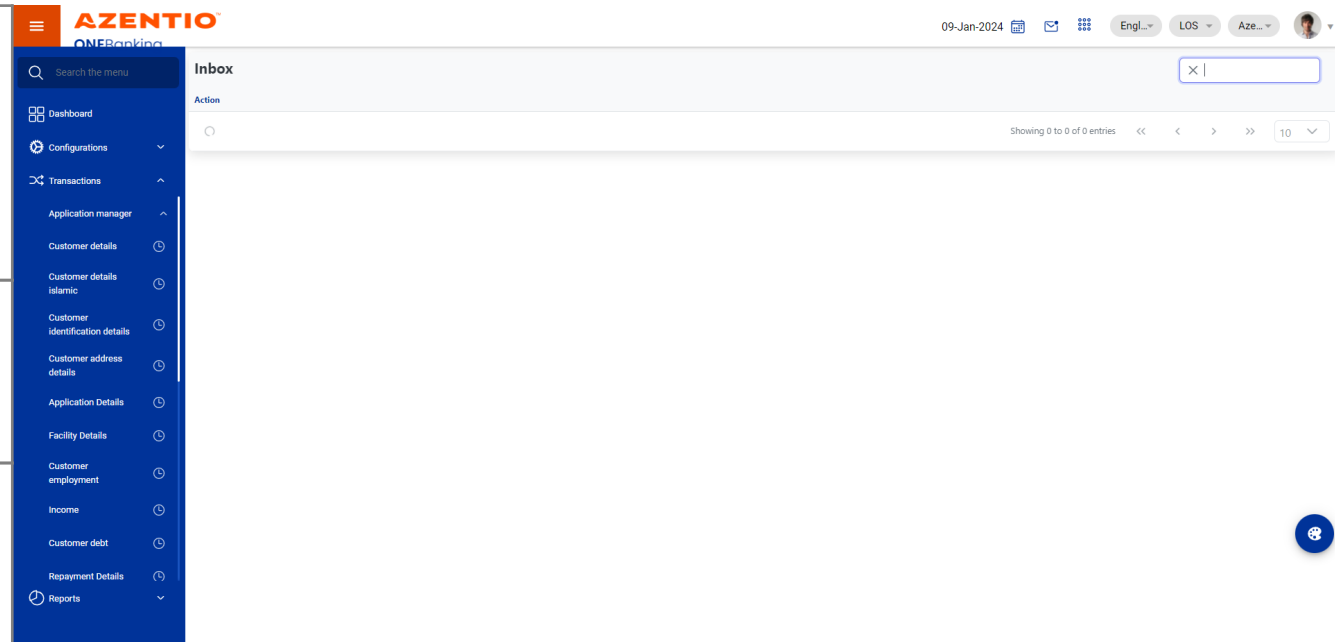 AZENTIO™
ONEBanking
09-Jan-2024
Engl...
LOS
Aze...
Search the menu
Inbox
Action
Dashboard
Showing 0 to 0 of 0 entries
10
Configurations
Transactions
Application manager
Customer details
Customer details
islamic
Customer
identification details
Customer address
details
Application Details
Facility Details
Customer
employment
Income
Customer debt
Repayment Details
Reports